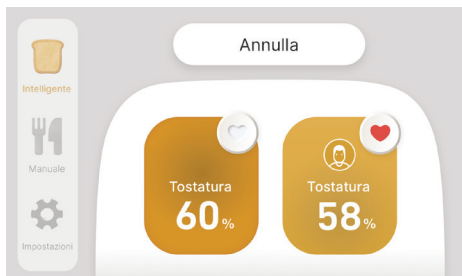 Annulla
Intelligente
Manuale
Impostazioni
Tostatura
60%
Tostatura
58%